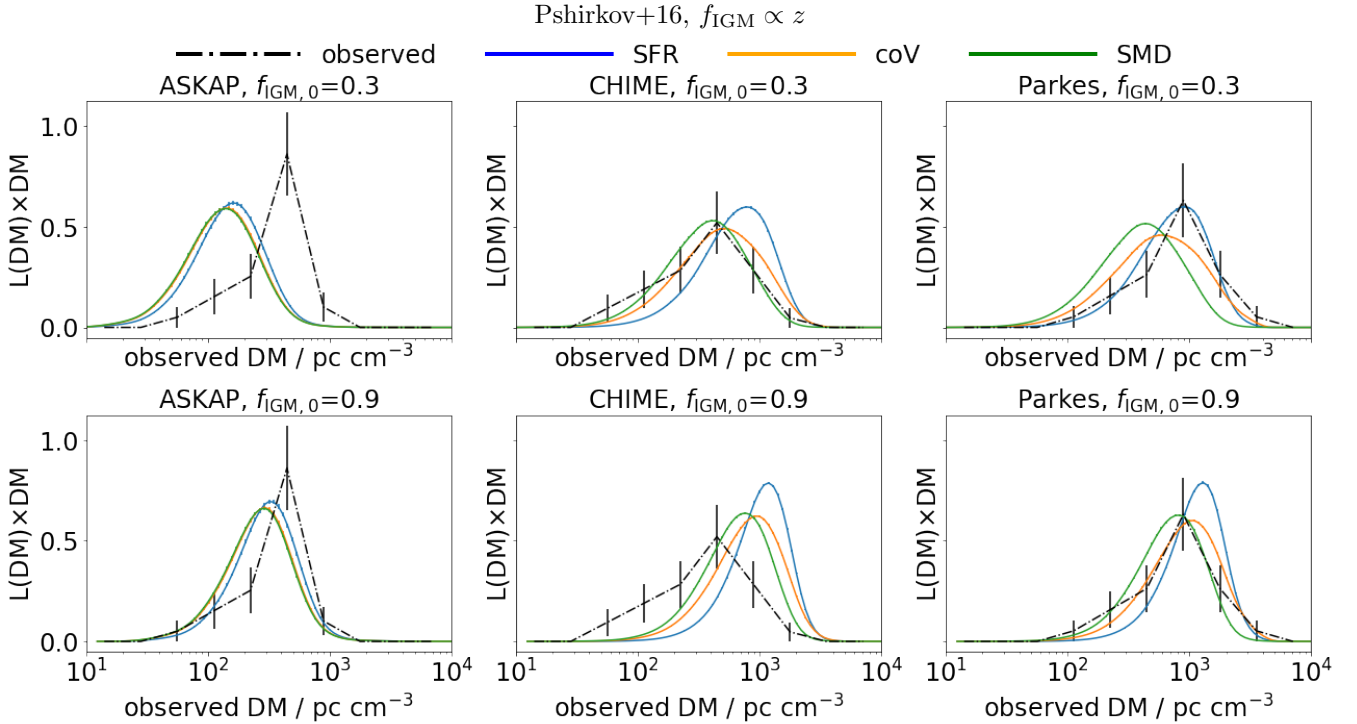 Pshirkov+16, f_IGM ∝ z
observed SFR coV SMD
ASKAP, f_IGM, 0=0.3 CHIME, f_IGM, 0=0.3 Parkes, f_IGM, 0=0.3
L(DM)×DM L(DM)×DM L(DM)×DM
1.0
0.5
0.0
observed DM / pc cm⁻³ observed DM / pc cm⁻³ observed DM / pc cm⁻³
ASKAP, f_IGM, 0=0.9 CHIME, f_IGM, 0=0.9 Parkes, f_IGM, 0=0.9
L(DM)×DM L(DM)×DM L(DM)×DM
1.0
0.5
0.0
10¹ 10² 10³ 10⁴ 10² 10³ 10⁴ 10² 10³ 10⁴
observed DM / pc cm⁻³ observed DM / pc cm⁻³ observed DM / pc cm⁻³